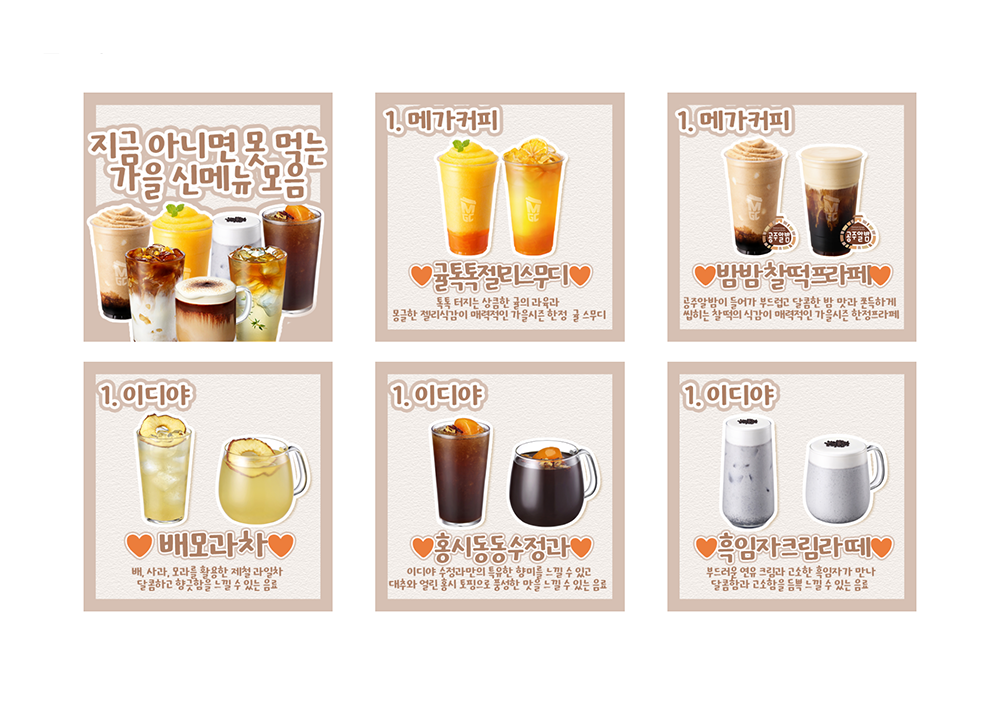 지금 아니면 못 먹는
가을 신메뉴 모음
1. 메가커피
귤톡톡젤리스무디
톡톡 터지는 상큼한 귤의 과육과
몽글한 젤리식감이 매력적인 가을시즌 한정 귤 스무디
1. 메가커피
공주알밤
공주알밤
밤밤찰떡프라페
공주알밤이 들어가 부드럽고 달콤한 밤 맛과 쫀득하게
씹히는 찰떡의 식감이 매력적인 가을시즌 한정프라페
1. 이디야
배모과차
배, 사과, 모과를 활용한 제철 과일차
달콤하고 향긋함을 느낄 수 있는 음료
1. 이디야
홍시동동수정과
이디야 수정과만의 특유한 향미를 느낄 수 있고
대추와 얼린 홍시 토핑으로 풍성한 맛을 느낄 수 있는 음료
1. 이디야
흑임자크림라떼
부드러운 연유 크림과 고소한 흑임자가 만나
달콤함과 고소함을 듬뿍 느낄 수 있는 음료